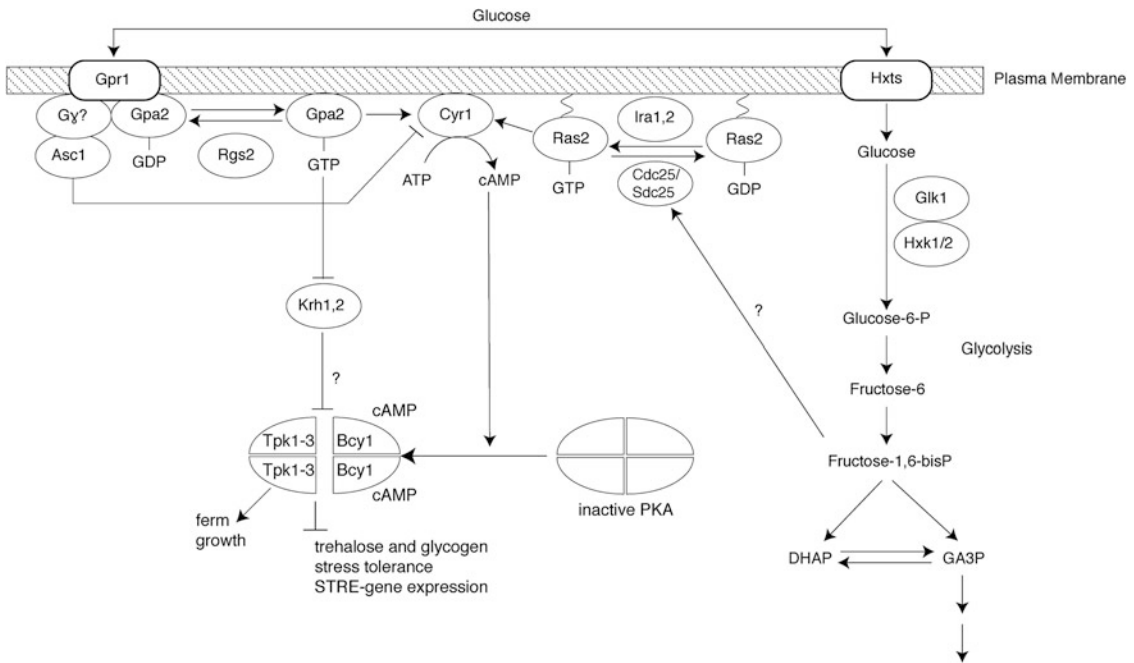 Glucose
Gpr1
Hxts
Plasma Membrane
Gɣ?
Gpa2
Gpa2
Cyr1
Ira1,2
Ras2
Ras2
Asc1
GDP
Rgs2
GTP
ATP
cAMP
GTP
Cdc25/
Sdc25
GDP
Glucose
Glk1
Hxk1/2
Krh1,2
?
Glucose-6-P
Glycolysis
?
Fructose-6
cAMP
Tpk1-3
Bcy1
Tpk1-3
Bcy1
cAMP
inactive PKA
Fructose-1,6-bisP
ferm
growth
trehalose and glycogen
stress tolerance
STRE-gene expression
DHAP
GA3P